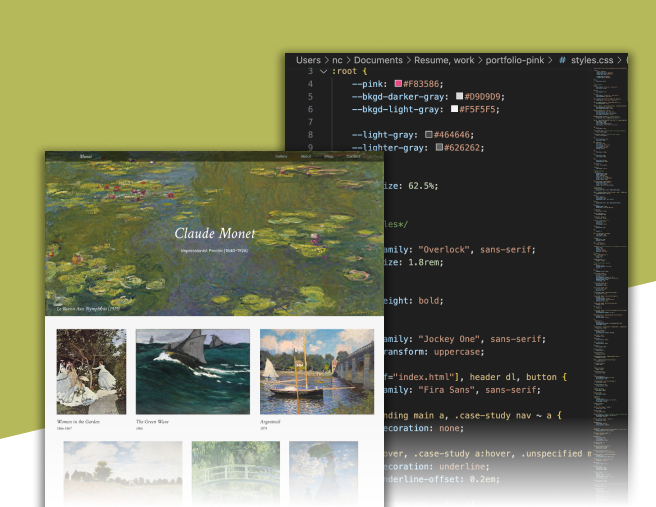 Users > nc > Documents > Resume, work > portfolio-pink > # styles.css > {
3 :root {
4 --pink: #F83586;
5 --bkgd-darker-gray: #D9D9D9;
6 --bkgd-light-gray: #F5F5F5;
7
8 --light-gray: #464646;
9 --lighter-gray: #626262;
ize: 62.5%;
les*/
amily: "Overlock", sans-serif;
ize: 1.8rem;
eight: bold;
amily: "Jockey One", sans-serif;
ransform: uppercase;
f="index.html"], header dl, button {
amily: "Fira Sans", sans-serif;
nding main a, .case-study nav ~ a {
ecoration: none;
over, .case-study a:hover, .unspecified
ecoration: underline;
nderline-offset: 0.2em;
Monet
Gallery About Shop Contact
Claude Monet
Impressionist Painter (1840-1926)
Le Bassin Aux Nymphéas (1919)
Women in the Garden
1866-1867
The Green Wave
1866
Argenteuil
1874